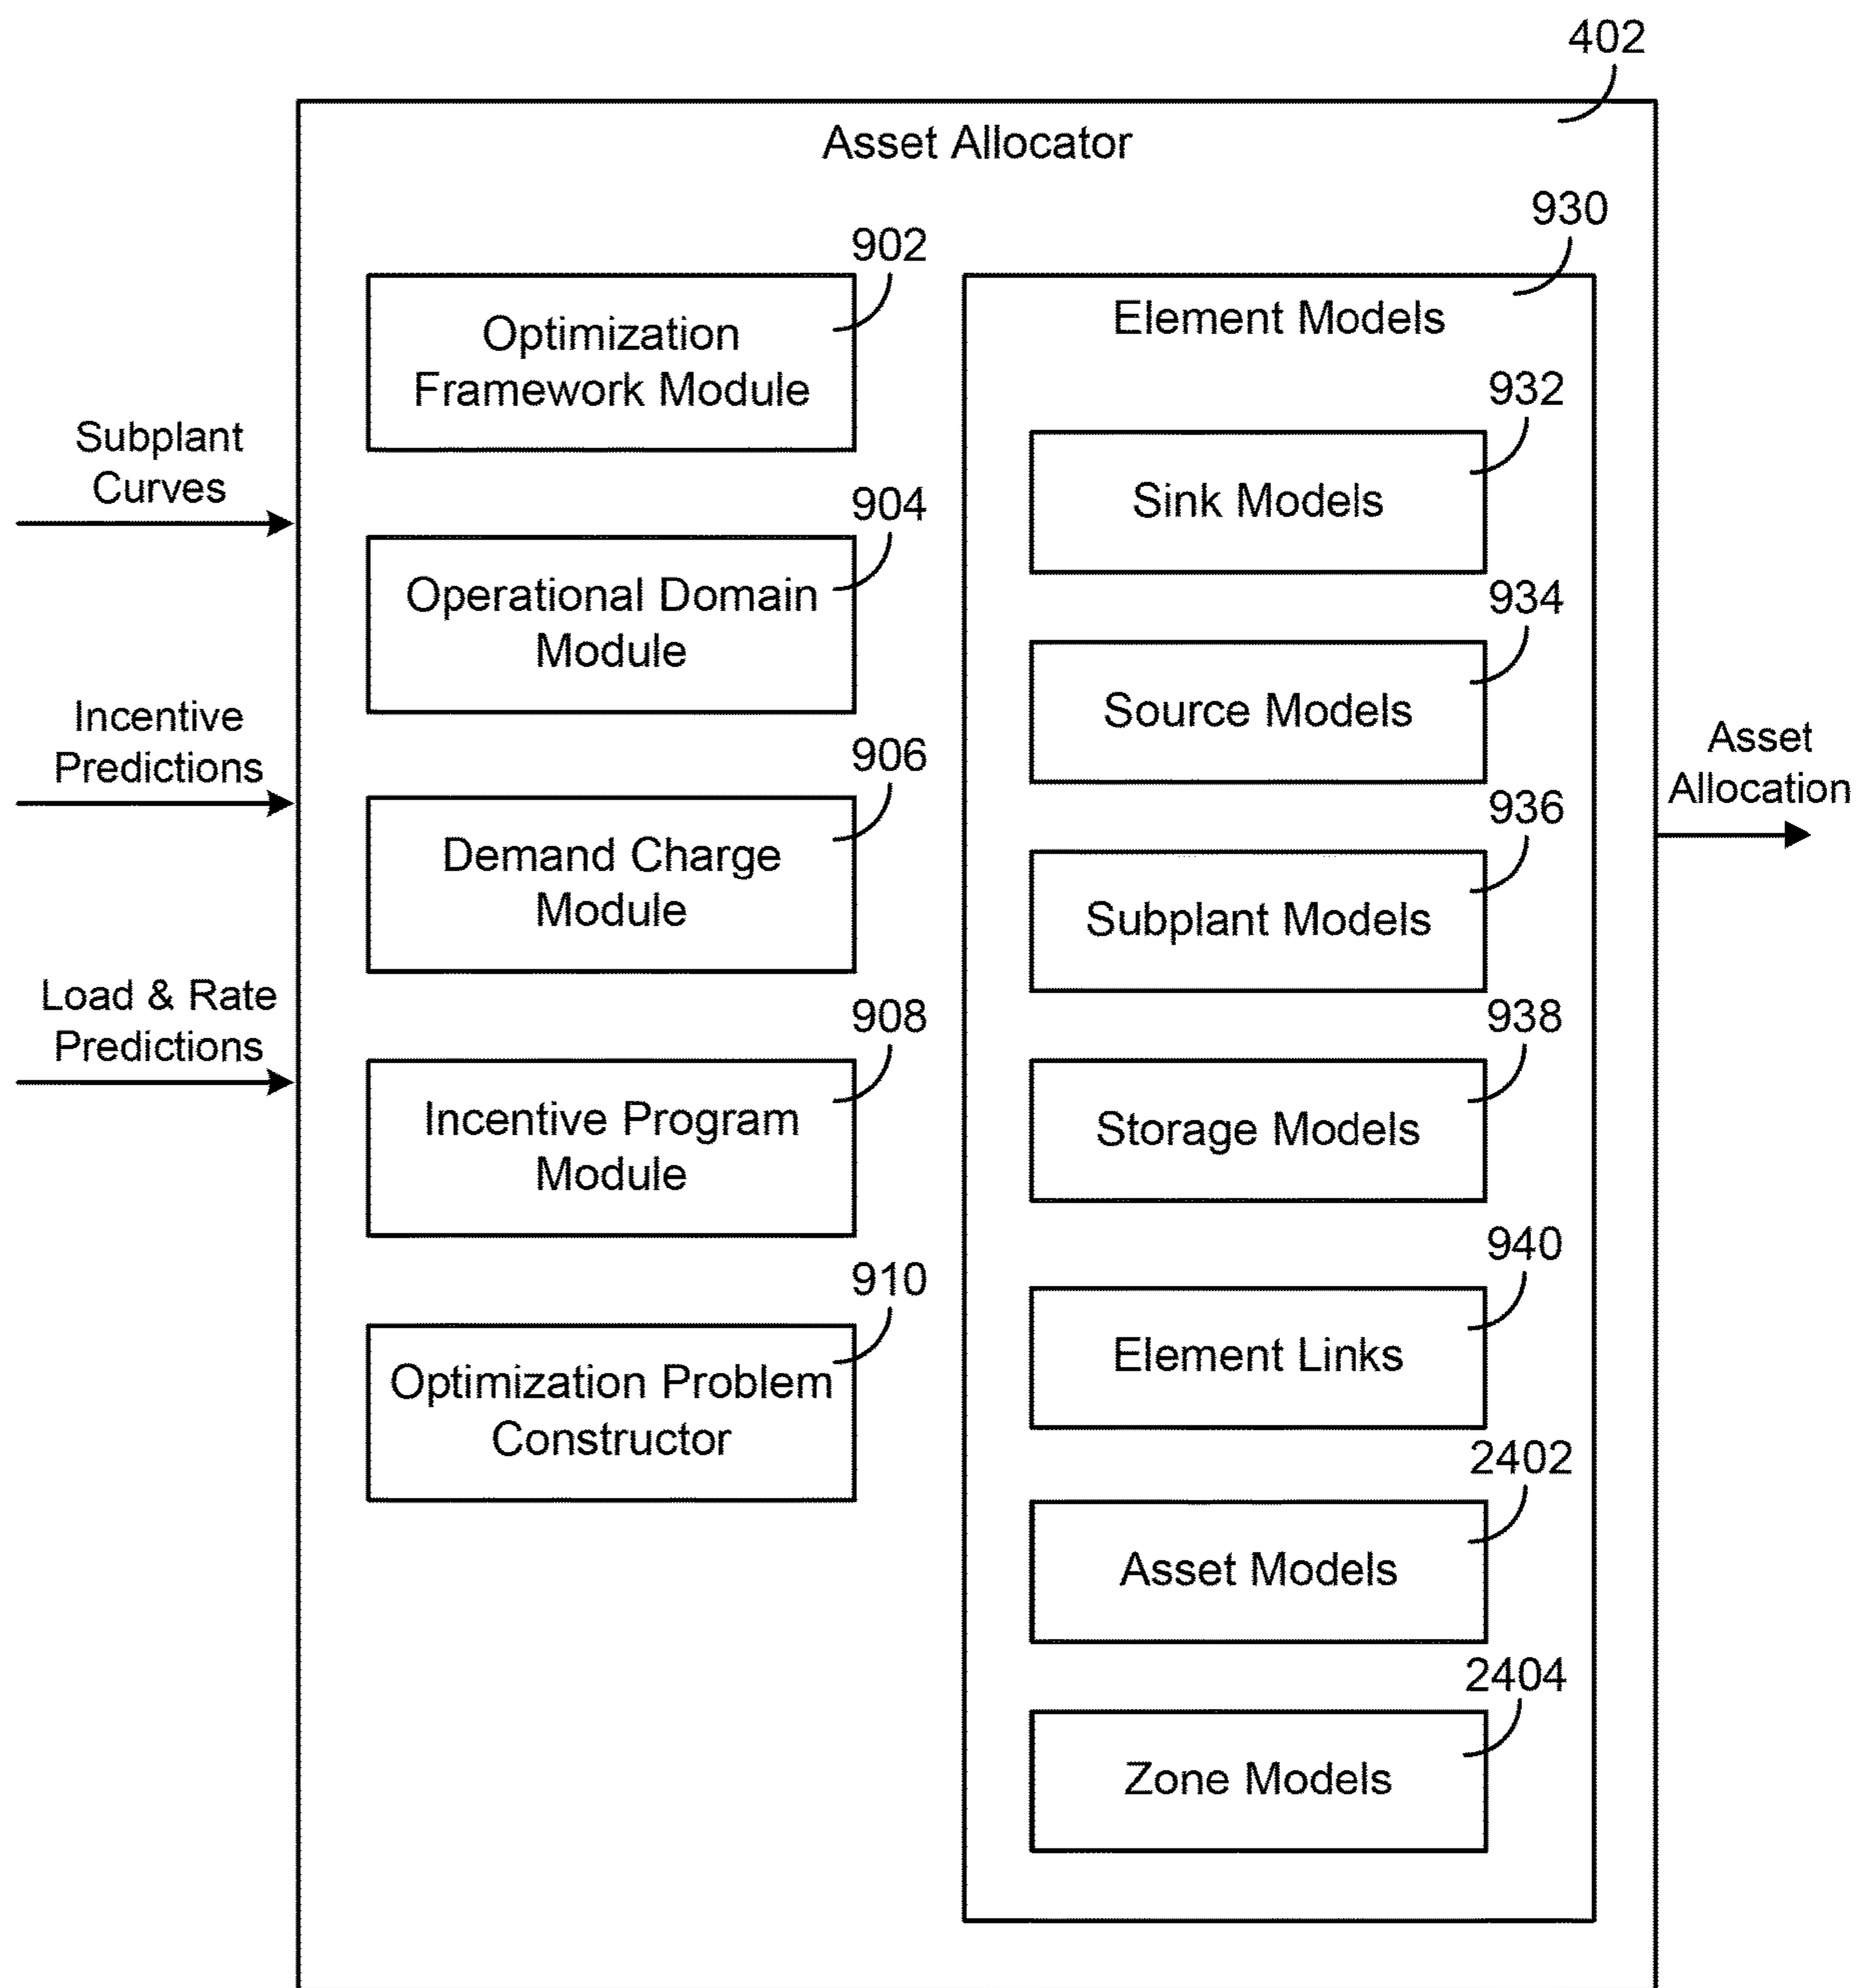 402
Asset Allocator
902
Optimization
Framework Module
904
Operational Domain
Module
906
Demand Charge
Module
908
Incentive Program
Module
910
Optimization Problem
Constructor
930
Element Models
932
Sink Models
934
Source Models
936
Subplant Models
938
Storage Models
940
Element Links
2402
Asset Models
2404
Zone Models
Subplant
Curves
Incentive
Predictions
Load & Rate
Predictions
Asset
Allocation